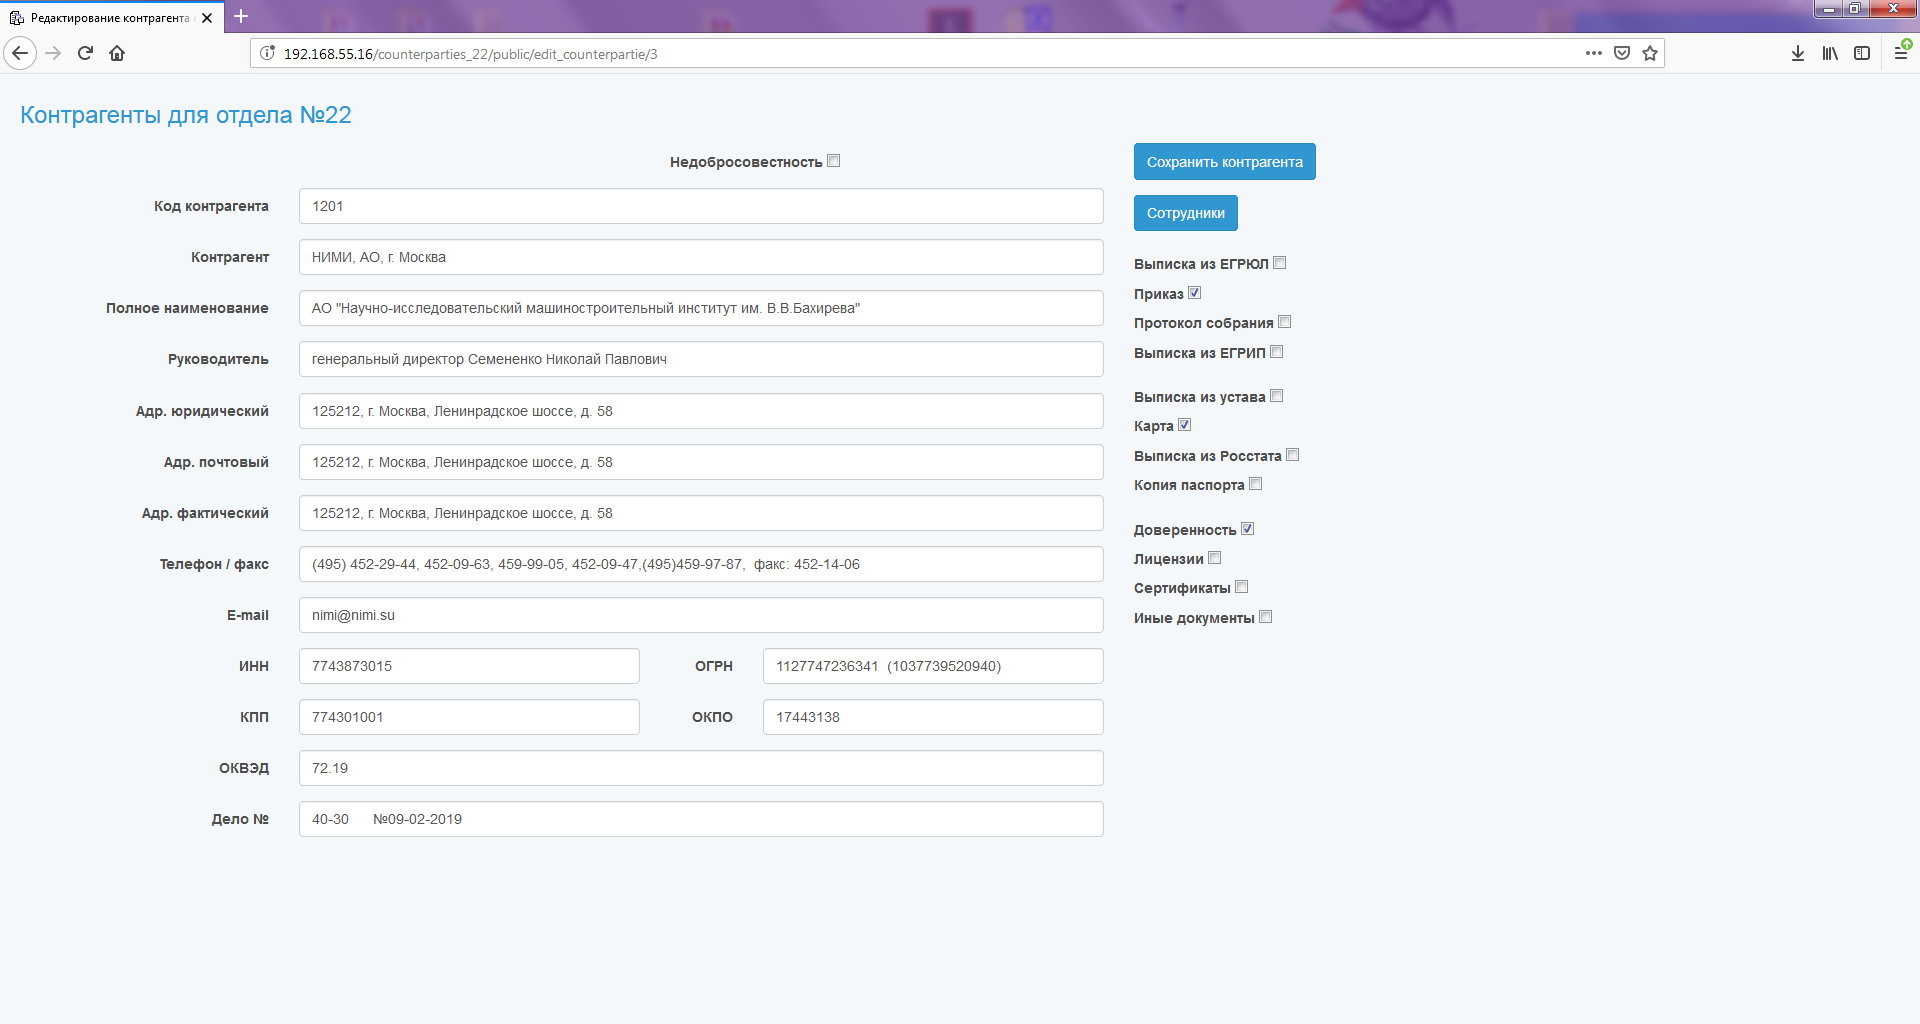 Редактирование контрагента
192.168.55.16/counterparties_22/public/edit_counterpartie/3
Контрагенты для отдела №22
Недобросовестность
Сохранить контрагента
Код контрагента 1201
Сотрудники
Контрагент НИМИ, АО, г. Москва
Выписка из ЕГРЮЛ
Приказ
Полное наименование АО "Научно-исследовательский машиностроительный институт им. В.В.Бахирева"
Протокол собрания
Выписка из ЕГРИП
Руководитель генеральный директор Семененко Николай Павлович
Адр. юридический 125212, г. Москва, Ленинрадское шоссе, д. 58
Выписка из устава
Карта
Адр. почтовый 125212, г. Москва, Ленинрадское шоссе, д. 58
Выписка из Росстата
Копия паспорта
Адр. фактический 125212, г. Москва, Ленинрадское шоссе, д. 58
Доверенность
Телефон / факс (495) 452-29-44, 452-09-63, 459-99-05, 452-09-47,(495)459-97-87,  факс: 452-14-06
Лицензии
Сертификаты
E-mail nimi@nimi.su
Иные документы
ИНН 7743873015 ОГРН 1127747236341  (1037739520940)
КПП 774301001 ОКПО 17443138
ОКВЭД 72.19
Дело № 40-30      №09-02-2019